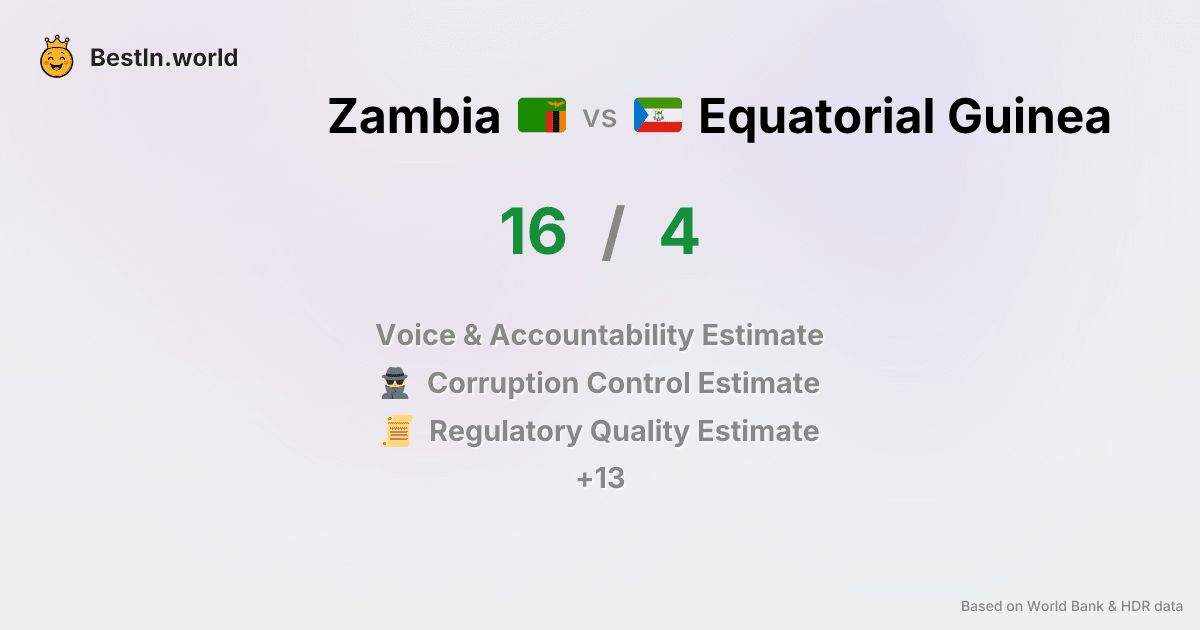 BestIn.world
Zambia vs Equatorial Guinea
16 / 4
Voice & Accountability Estimate
Corruption Control Estimate
Regulatory Quality Estimate
+13
Based on World Bank & HDR data